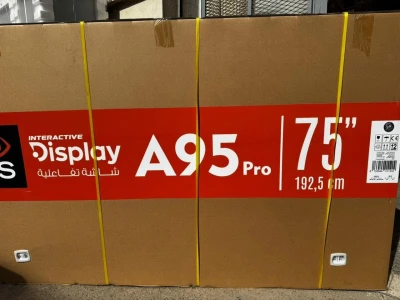 S
INTERACTIVE
Display
شاشة تفاعلية
A95 Pro
75”
192,5 cm